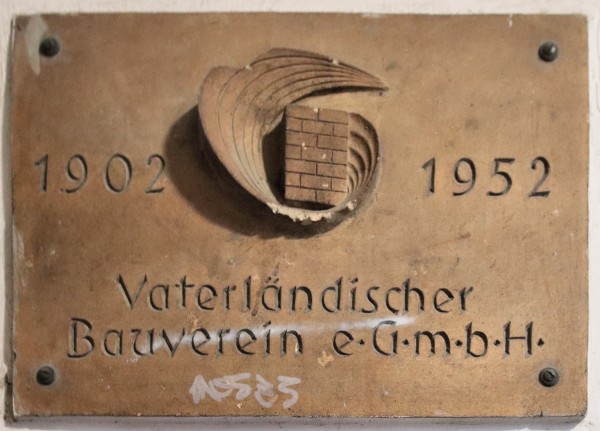 1902 1952
Vaterländischer
Bauverein e·G·m·b·H·